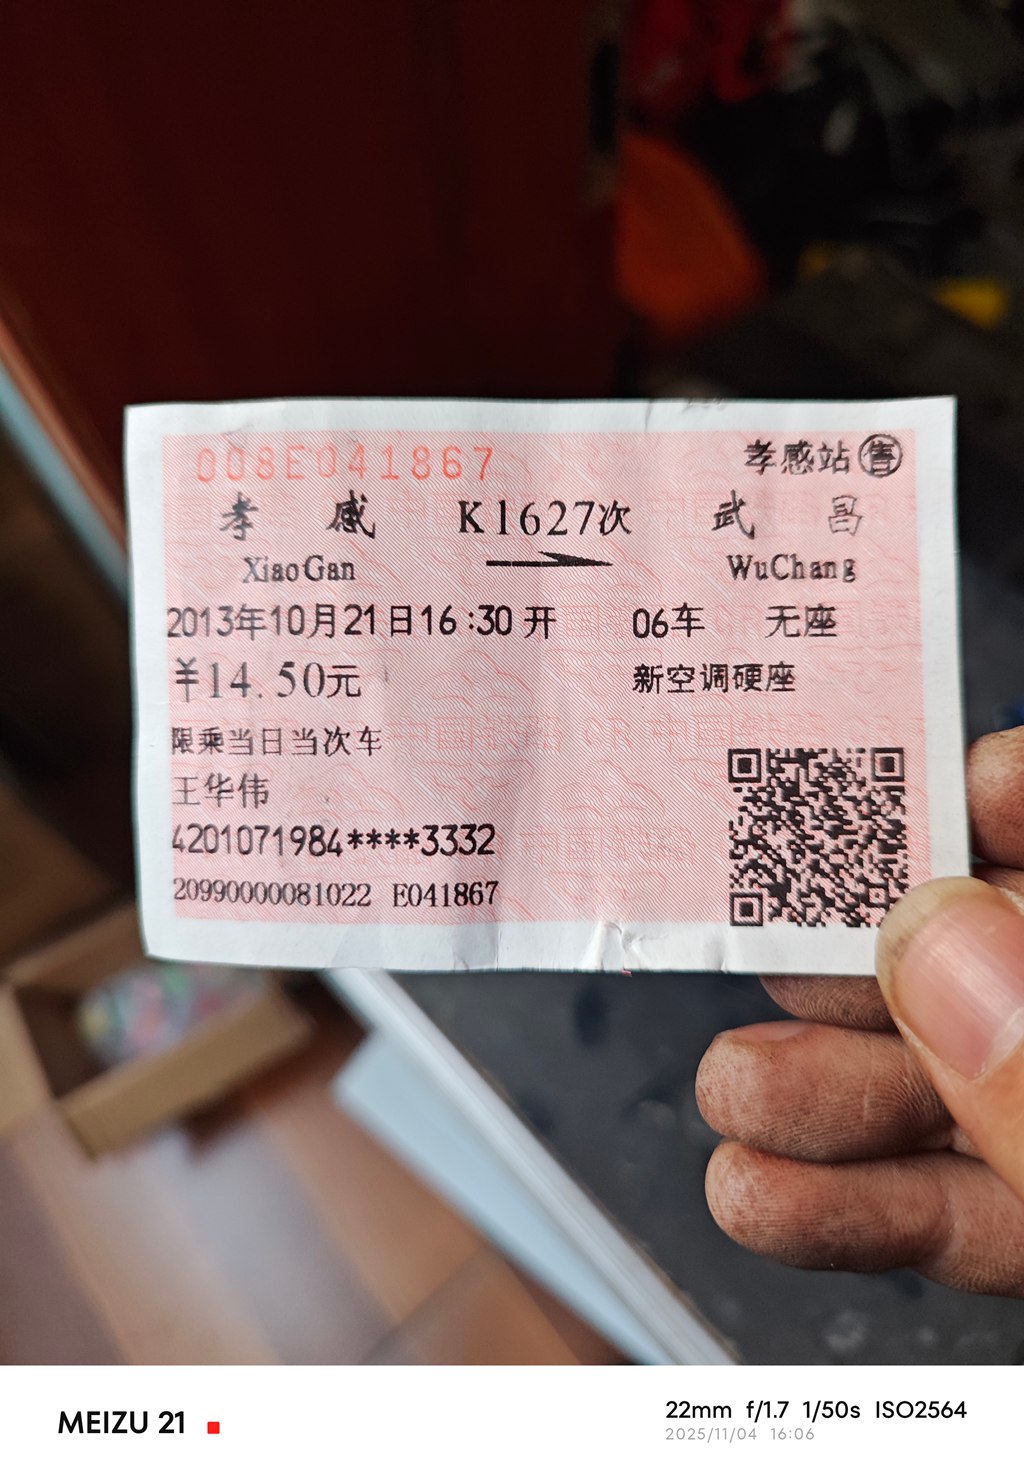 008E041867 孝感站 售
孝感 K1627次 武昌
XiaoGan WuChang
2013年10月21日16:30开 06车 无座
¥14.50元 新空调硬座
限乘当日当次车
王华伟
4201071984****3332
20990000081022 E041867
MEIZU 21 22mm f/1.7 1/50s ISO2564
2025/11/04 16:06